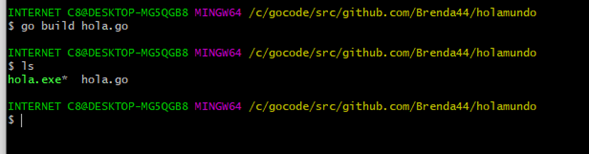 INTERNET C8@DESKTOP-MG5QGB8 MINGW64 /c/gocode/src/github.com/Brenda44/holamundo
$ go build hola.go
INTERNET C8@DESKTOP-MG5QGB8 MINGW64 /c/gocode/src/github.com/Brenda44/holamundo
$ ls
hola.exe*  hola.go
INTERNET C8@DESKTOP-MG5QGB8 MINGW64 /c/gocode/src/github.com/Brenda44/holamundo
$